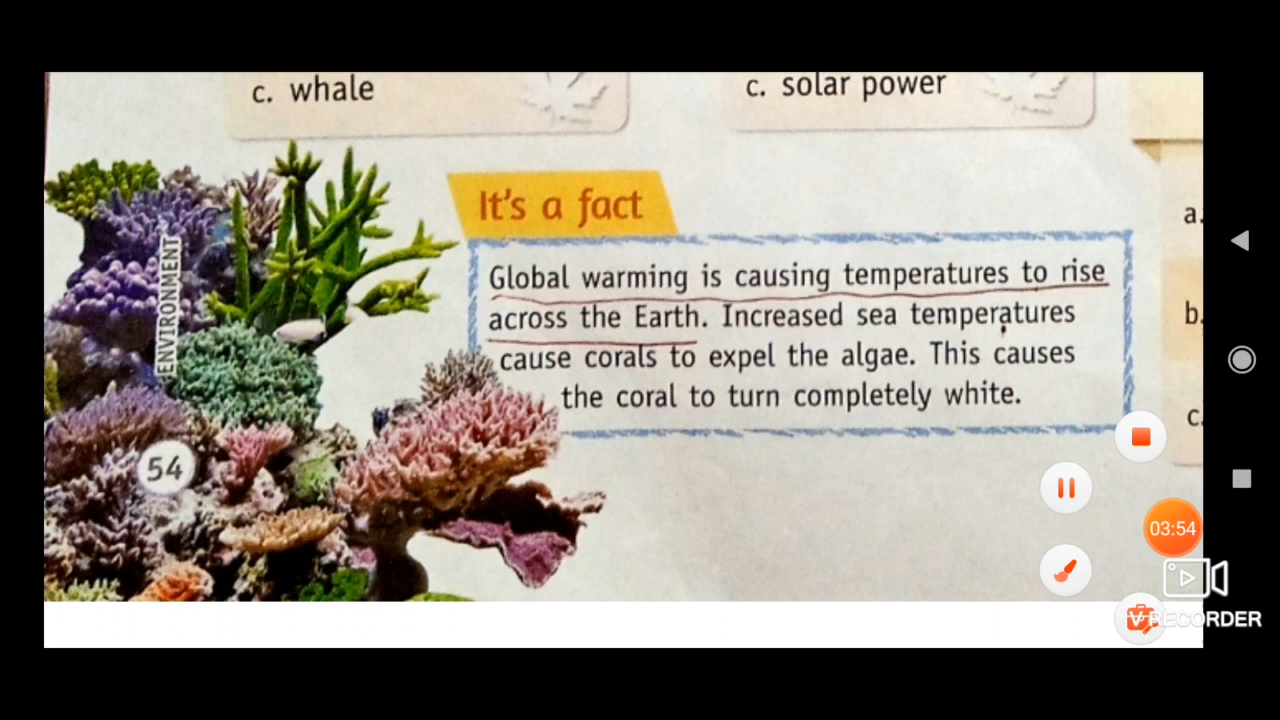 c. whale
c. solar power
It's a fact
Global warming is causing temperatures to rise
across the Earth. Increased sea temperatures
cause corals to expel the algae. This causes
the coral to turn completely white.
ENVIRONMENT
54
a.
b.
c.
03:54
V RECORDER